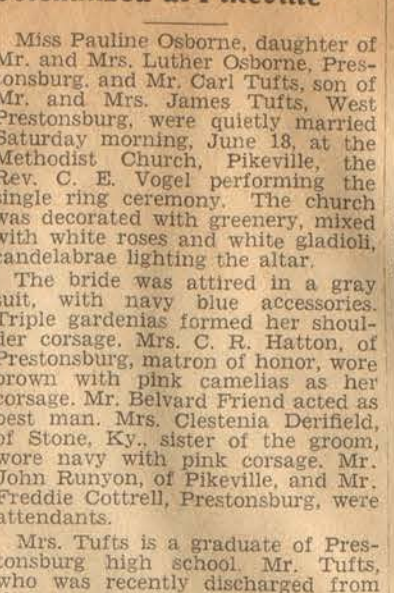 at Pikeville
Miss Pauline Osborne, daughter of
Mr. and Mrs. Luther Osborne, Pres-
tonsburg. and Mr. Carl Tufts, son of
Mr. and Mrs. James Tufts, West
Prestonsburg, were quietly married
Saturday morning, June 18, at the
Methodist Church, Pikeville, the
Rev. C. E. Vogel performing the
single ring ceremony. The church
was decorated with greenery, mixed
with white roses and white gladioli,
candelabrae lighting the altar.
The bride was attired in a gray
suit, with navy blue accessories.
Triple gardenias formed her shoul-
der corsage. Mrs. C. R. Hatton, of
Prestonsburg, matron of honor, wore
brown with pink camelias as her
corsage. Mr. Belvard Friend acted as
best man. Mrs. Clestenia Derifield,
of Stone, Ky., sister of the groom,
wore navy with pink corsage. Mr.
John Runyon, of Pikeville, and Mr.
Freddie Cottrell, Prestonsburg, were
attendants.
Mrs. Tufts is a graduate of Pres-
tonsburg high school. Mr. Tufts,
who was recently discharged from